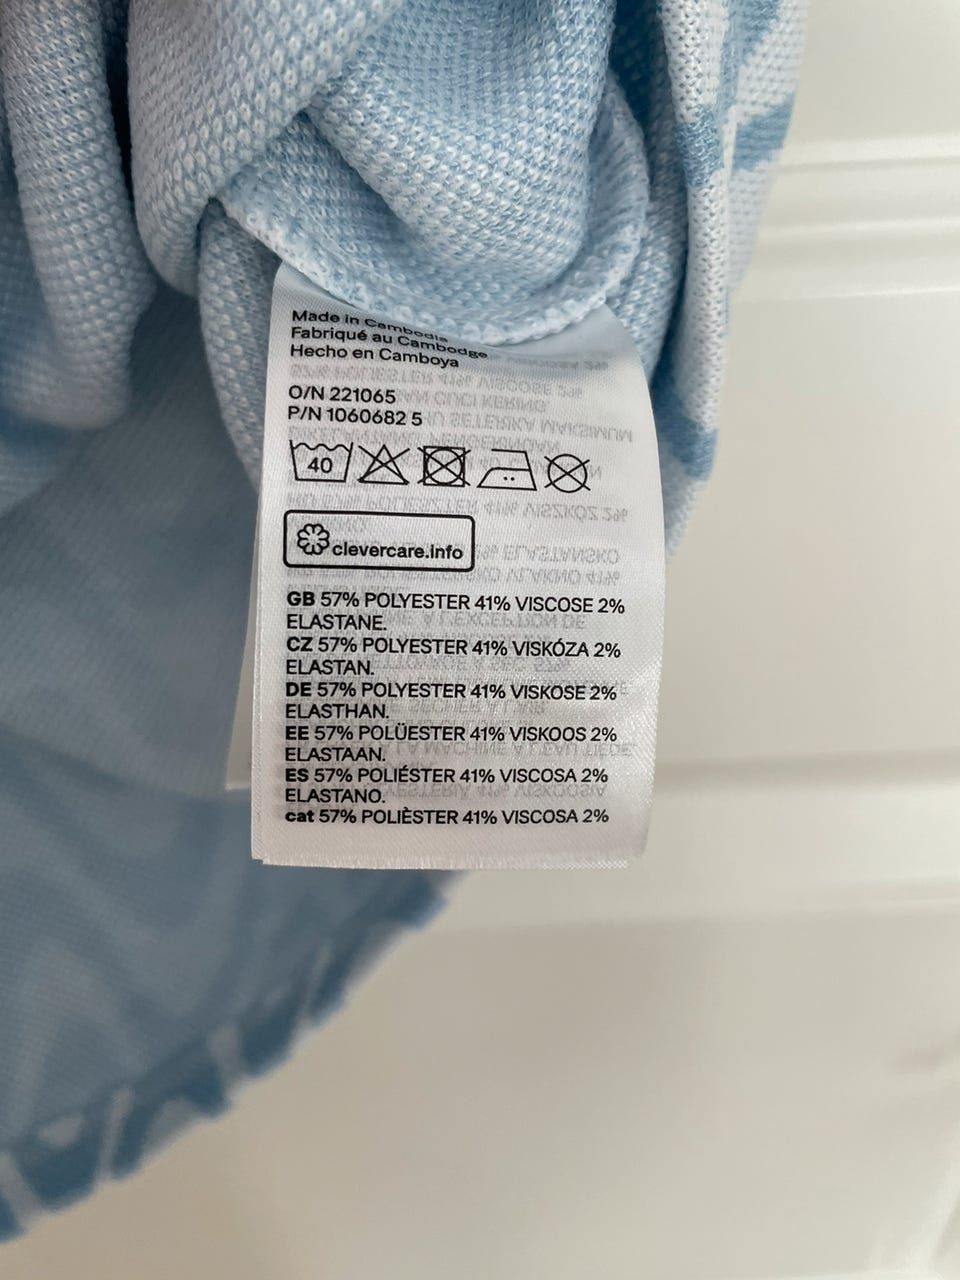 Made in Cambodia
Fabriqué au Cambodge
Hecho en Camboya
O/N 221065
P/N 1060682 5
40
clevercare.info
GB 57% POLYESTER 41% VISCOSE 2%
ELASTANE.
CZ 57% POLYESTER 41% VISKÓZA 2%
ELASTAN.
DE 57% POLYESTER 41% VISKOSE 2%
ELASTHAN.
EE 57% POLÜESTER 41% VISKOOS 2%
ELASTAAN.
ES 57% POLIÉSTER 41% VISCOSA 2%
ELASTANO.
cat 57% POLIÈSTER 41% VISCOSA 2%